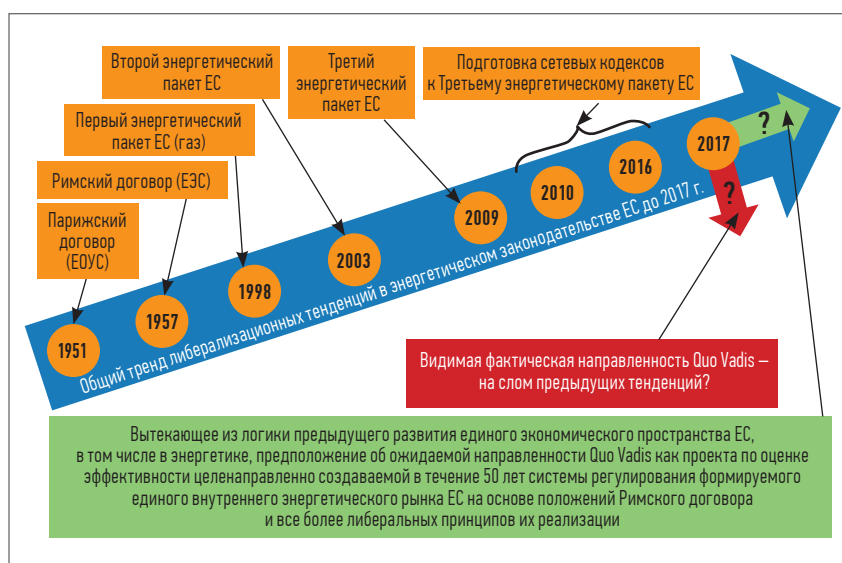 Второй энергетический
пакет ЕС
Третий
энергетический
пакет ЕС
Подготовка сетевых кодексов
к Третьему энергетическому пакету ЕС
Первый энергетический
пакет ЕС (газ)
Римский договор (ЕЭС)
Парижский
договор
(ЕОУС)
1951
1957
1998
2003
2009
2010
2016
2017
?
?
Общий тренд либерализационных тенденций в энергетическом законодательстве ЕС до 2017 г.
Видимая фактическая направленность Quo Vadis –
на слом предыдущих тенденций?
Вытекающее из логики предыдущего развития единого экономического пространства ЕС,
в том числе в энергетике, предположение об ожидаемой направленности Quo Vadis как проекта по оценке
эффективности целенаправленно создаваемой в течение 50 лет системы регулирования формируемого
единого внутреннего энергетического рынка ЕС на основе положений Римского договора
и все более либеральных принципов их реализации